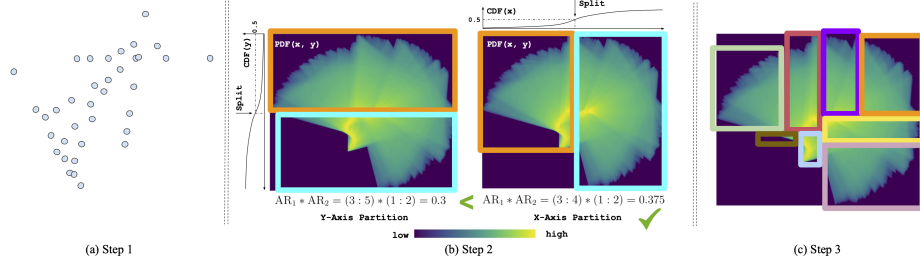 0.5
CDF(y)
Split
PDF(x, y)
AR₁ * AR₂ = (3 : 5) * (1 : 2) = 0.3
Y-Axis Partition
<
CDF(x)
0.5
Split
PDF(x, y)
AR₁ * AR₂ = (3 : 4) * (1 : 2) = 0.375
X-Axis Partition
low
high
(a) Step 1
(b) Step 2
(c) Step 3